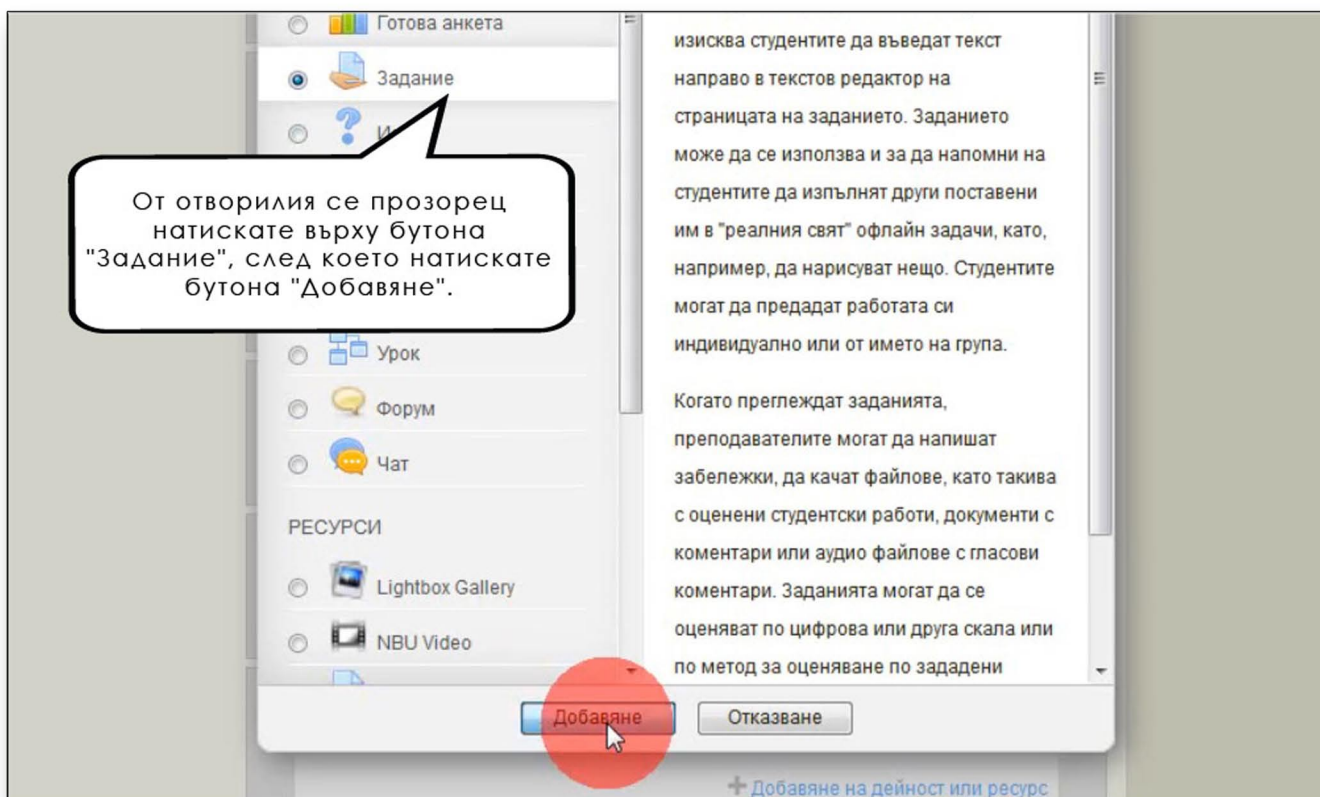 Готова анкета
Задание
От отворилия се прозорец
натискате върху бутона
"Задание", след което натискате
бутона "Добавяне".
Урок
Форум
Чат
РЕСУРСИ
Lightbox Gallery
NBU Video
изисква студентите да въведат текст
направо в текстов редактор на
страницата на заданието. Заданието
може да се използва и за да напомни на
студентите да изпълнят други поставени
им в "реалния свят" офлайн задачи, като,
например, да нарисуват нещо. Студентите
могат да предадат работата си
индивидуално или от името на група.
Когато преглеждат заданията,
преподавателите могат да напишат
забележки, да качат файлове, като такива
с оценени студентски работи, документи с
коментари или аудио файлове с гласови
коментари. Заданията могат да се
оценяват по цифрова или друга скала или
по метод за оценяване по зададени
Добавяне
Отказване
Добавяне на дейност или ресурс